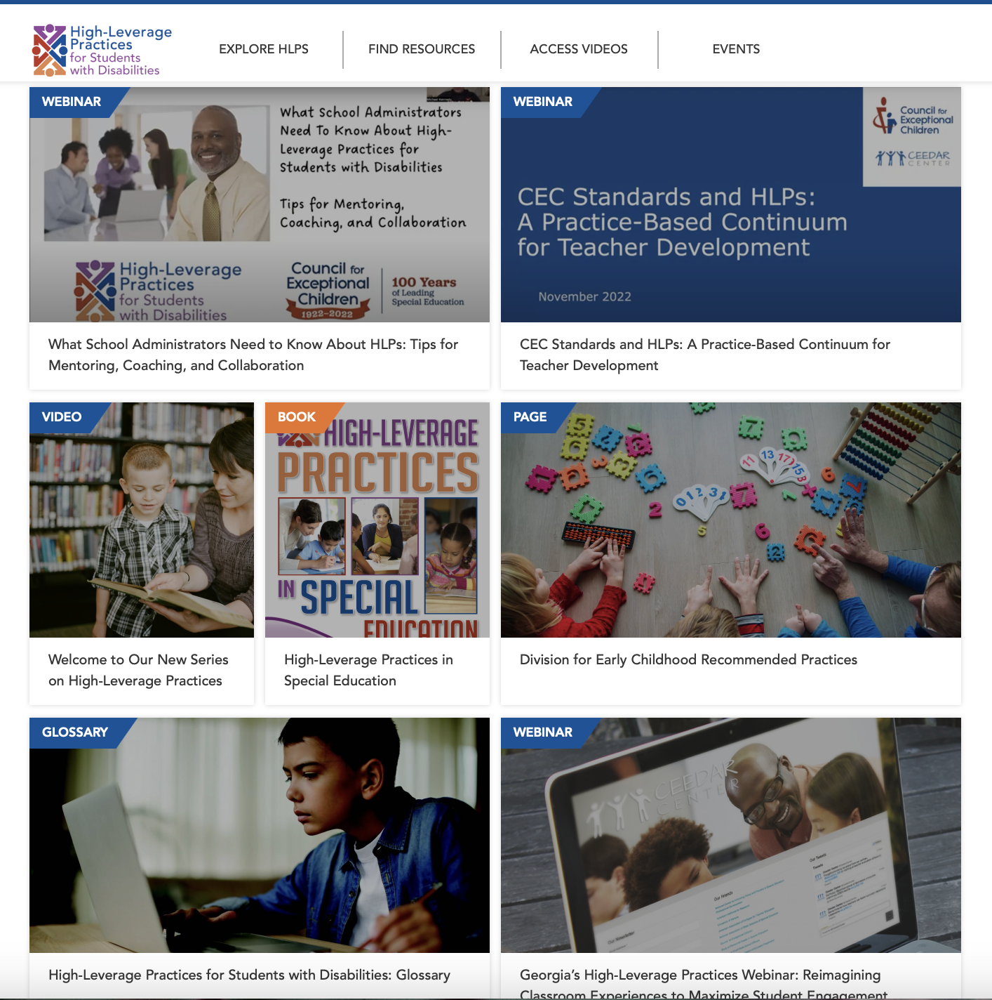 High-Leverage
Practices
for Students
with Disabilities
EXPLORE HLPS
FIND RESOURCES
ACCESS VIDEOS
EVENTS
WEBINAR
What School Administrators
Need To Know About High-
Leverage Practices for
Students with Disabilities
Tips for Mentoring,
Coaching, and Collaboration
High-Leverage
Practices
for Students
with Disabilities
Council for
Exceptional
Children
1922-2022
100 Years
of Leading
Special Education
What School Administrators Need to Know About HLPs: Tips for
Mentoring, Coaching, and Collaboration
WEBINAR
Council for
Exceptional
Children
CEEDAR
CENTER
CEC Standards and HLPs:
A Practice-Based Continuum
for Teacher Development
November 2022
CEC Standards and HLPs: A Practice-Based Continuum for
Teacher Development
VIDEO
Welcome to Our New Series
on High-Leverage Practices
BOOK
HIGH-LEVERAGE
PRACTICES
IN SPECIAL
EDUCATION
High-Leverage Practices in
Special Education
PAGE
Division for Early Childhood Recommended Practices
GLOSSARY
High-Leverage Practices for Students with Disabilities: Glossary
WEBINAR
CEEDAR
CENTER
Our Tweets
Tweets
Our Friends
Our Newsletter
Georgia's High-Leverage Practices Webinar: Reimagining
Classroom Experiences to Maximize Student Engagement